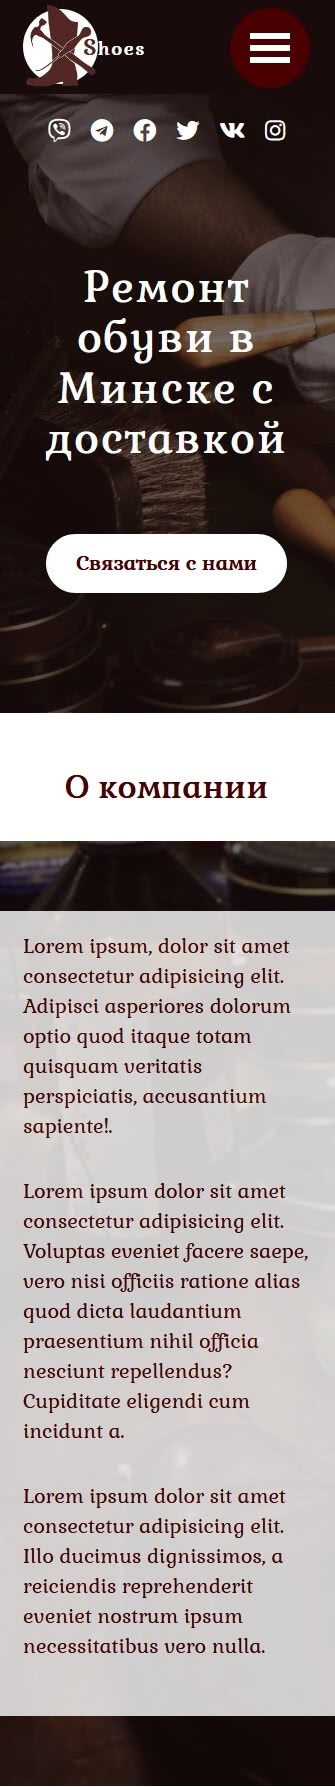 Shoes
Ремонт
обуви в
Минске с
доставкой
Связаться с нами
О компании
Lorem ipsum, dolor sit amet
consectetur adipisicing elit.
Adipisci asperiores dolorum
optio quod itaque totam
quisquam veritatis
perspiciatis, accusantium
sapiente!.
Lorem ipsum dolor sit amet
consectetur adipisicing elit.
Voluptas eveniet facere saepe,
vero nisi officiis ratione alias
quod dicta laudantium
praesentium nihil officia
nesciunt repellendus?
Cupiditate eligendi cum
incidunt a.
Lorem ipsum dolor sit amet
consectetur adipisicing elit.
Illo ducimus dignissimos, a
reiciendis reprehenderit
eveniet nostrum ipsum
necessitatibus vero nulla.